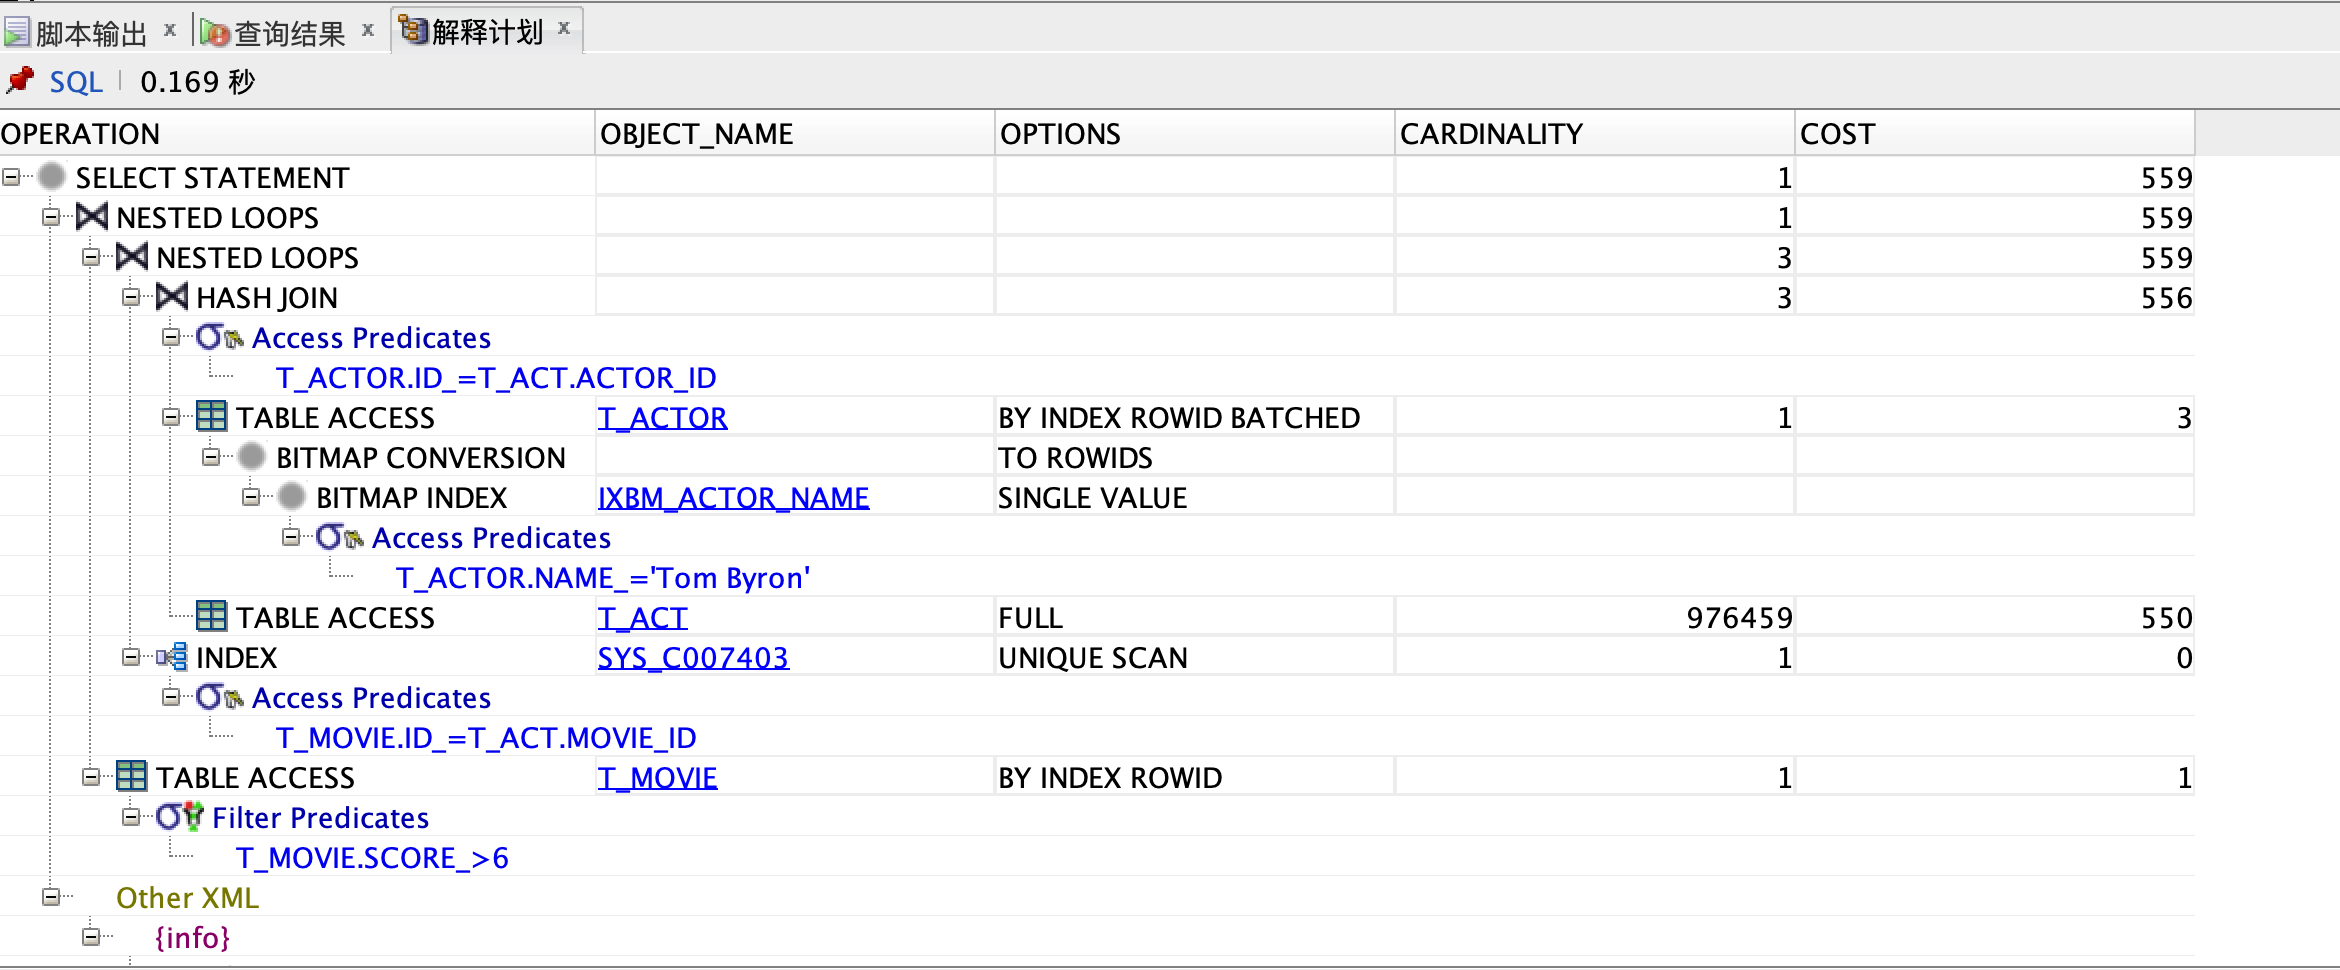 脚本输出 x 查询结果 x 解释计划 x
SQL | 0.169 秒
OPERATION OBJECT_NAME OPTIONS CARDINALITY COST
SELECT STATEMENT 1 559
NESTED LOOPS 1 559
NESTED LOOPS 3 559
HASH JOIN 3 556
Access Predicates
T_ACTOR.ID_=T_ACT.ACTOR_ID
TABLE ACCESS T_ACTOR BY INDEX ROWID BATCHED 1 3
BITMAP CONVERSION TO ROWIDS
BITMAP INDEX IXBM_ACTOR_NAME SINGLE VALUE
Access Predicates
T_ACTOR.NAME_='Tom Byron'
TABLE ACCESS T_ACT FULL 976459 550
INDEX SYS_C007403 UNIQUE SCAN 1 0
Access Predicates
T_MOVIE.ID_=T_ACT.MOVIE_ID
TABLE ACCESS T_MOVIE BY INDEX ROWID 1 1
Filter Predicates
T_MOVIE.SCORE_>6
Other XML
{info}